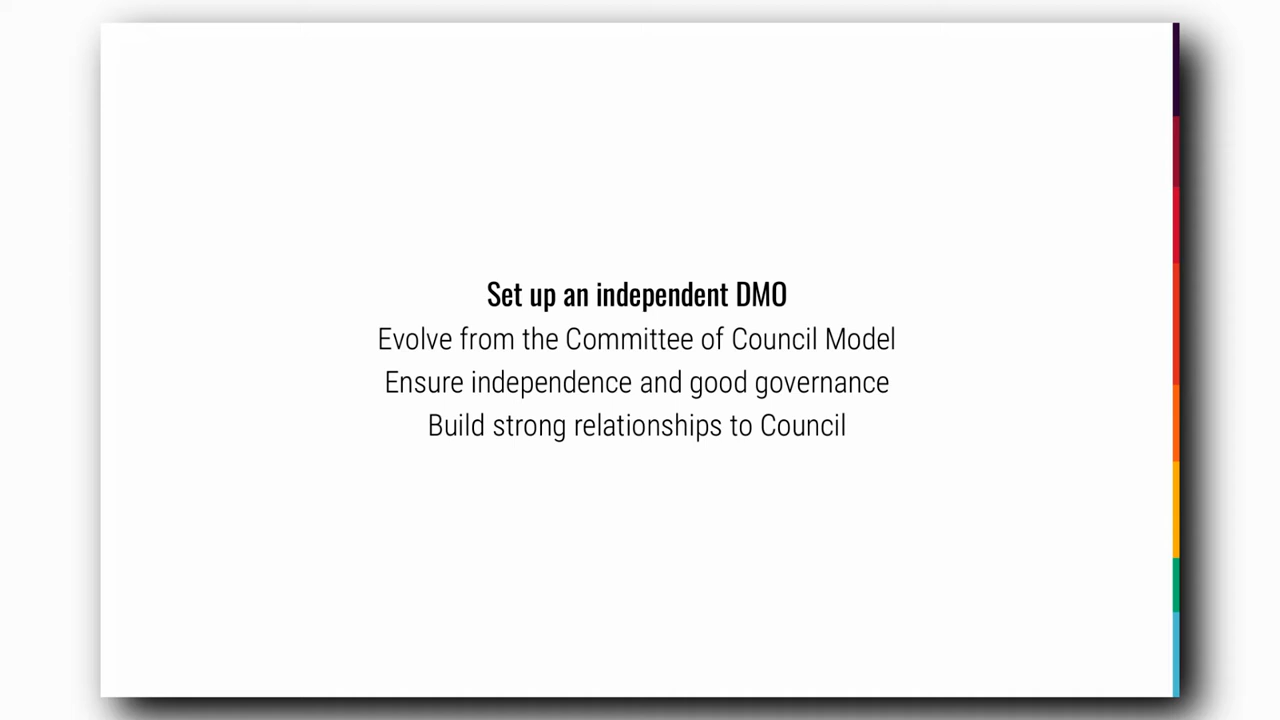 Set up an independent DMO
Evolve from the Committee of Council Model
Ensure independence and good governance
Build strong relationships to Council